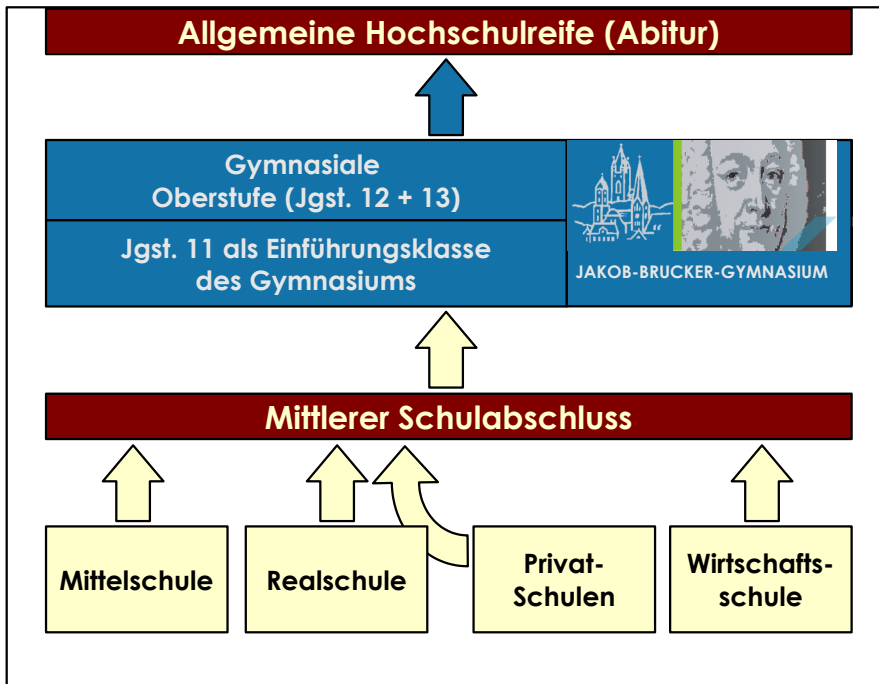 Allgemeine Hochschulreife (Abitur)
Gymnasiale
Oberstufe (Jgst. 12 + 13)
Jgst. 11 als Einführungsklasse
des Gymnasiums
JAKOB-BRUCKER-GYMNASIUM
Mittlerer Schulabschluss
Mittelschule
Realschule
Privat-
Schulen
Wirtschafts-
schule